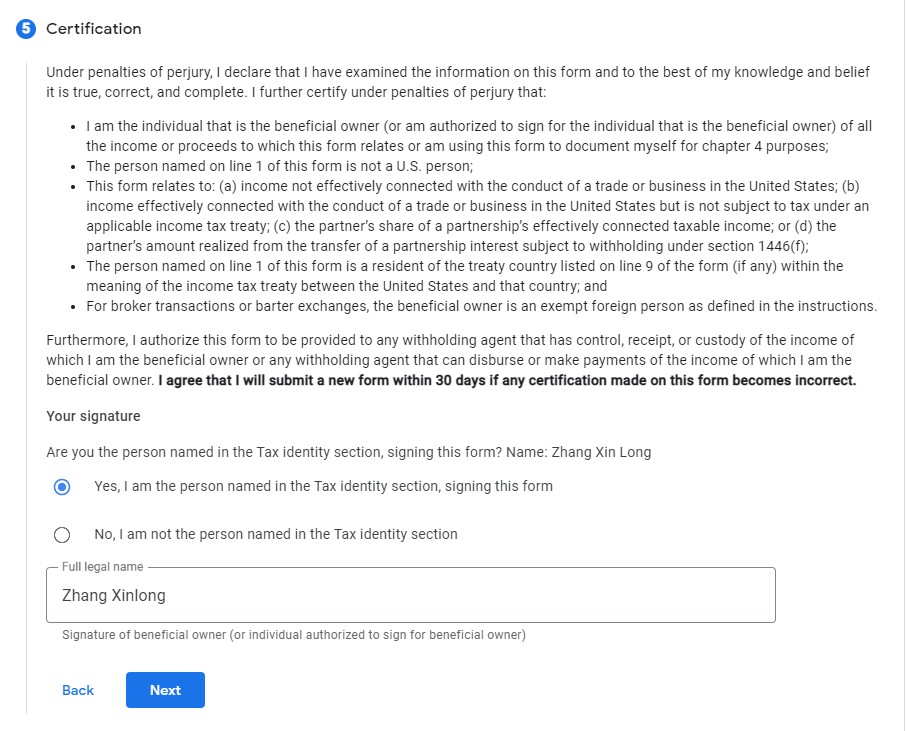 5 Certification
Under penalties of perjury, I declare that I have examined the information on this form and to the best of my knowledge and belief
it is true, correct, and complete. I further certify under penalties of perjury that:
• I am the individual that is the beneficial owner (or am authorized to sign for the individual that is the beneficial owner) of all
the income or proceeds to which this form relates or am using this form to document myself for chapter 4 purposes;
• The person named on line 1 of this form is not a U.S. person;
• This form relates to: (a) income not effectively connected with the conduct of a trade or business in the United States; (b)
income effectively connected with the conduct of a trade or business in the United States but is not subject to tax under an
applicable income tax treaty; (c) the partner's share of a partnership's effectively connected taxable income; or (d) the
partner's amount realized from the transfer of a partnership interest subject to withholding under section 1446(f);
• The person named on line 1 of this form is a resident of the treaty country listed on line 9 of the form (if any) within the
meaning of the income tax treaty between the United States and that country; and
• For broker transactions or barter exchanges, the beneficial owner is an exempt foreign person as defined in the instructions.
Furthermore, I authorize this form to be provided to any withholding agent that has control, receipt, or custody of the income of
which I am the beneficial owner or any withholding agent that can disburse or make payments of the income of which I am the
beneficial owner. I agree that I will submit a new form within 30 days if any certification made on this form becomes incorrect.
Your signature
Are you the person named in the Tax identity section, signing this form? Name: Zhang Xin Long
Yes, I am the person named in the Tax identity section, signing this form
No, I am not the person named in the Tax identity section
Full legal name
Zhang Xinlong
Signature of beneficial owner (or individual authorized to sign for beneficial owner)
Back Next